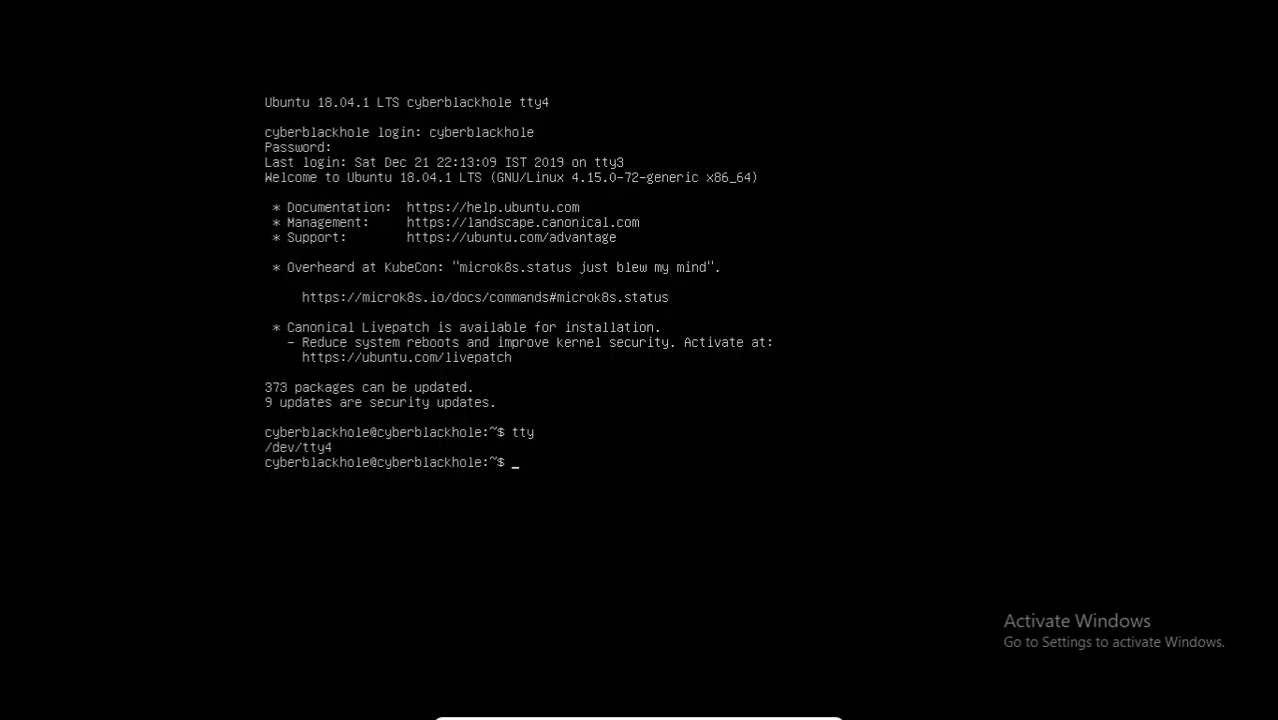 Ubuntu 18.04.1 LTS cyberblackhole tty4
cyberblackhole login: cyberblackhole
Password:
Last login: Sat Dec 21 22:13:09 IST 2019 on tty3
Welcome to Ubuntu 18.04.1 LTS (GNU/Linux 4.15.0-72-generic x86_64)
* Documentation: https://help.ubuntu.com
* Management: https://landscape.canonical.com
* Support: https://ubuntu.com/advantage
* Overheard at KubeCon: "microk8s.status just blew my mind".
https://microk8s.io/docs/commands#microk8s.status
* Canonical Livepatch is available for installation.
- Reduce system reboots and improve kernel security. Activate at:
https://ubuntu.com/livepatch
373 packages can be updated.
9 updates are security updates.
cyberblackhole@cyberblackhole:~$ tty
/dev/tty4
cyberblackhole@cyberblackhole:~$ _
Activate Windows
Go to Settings to activate Windows.